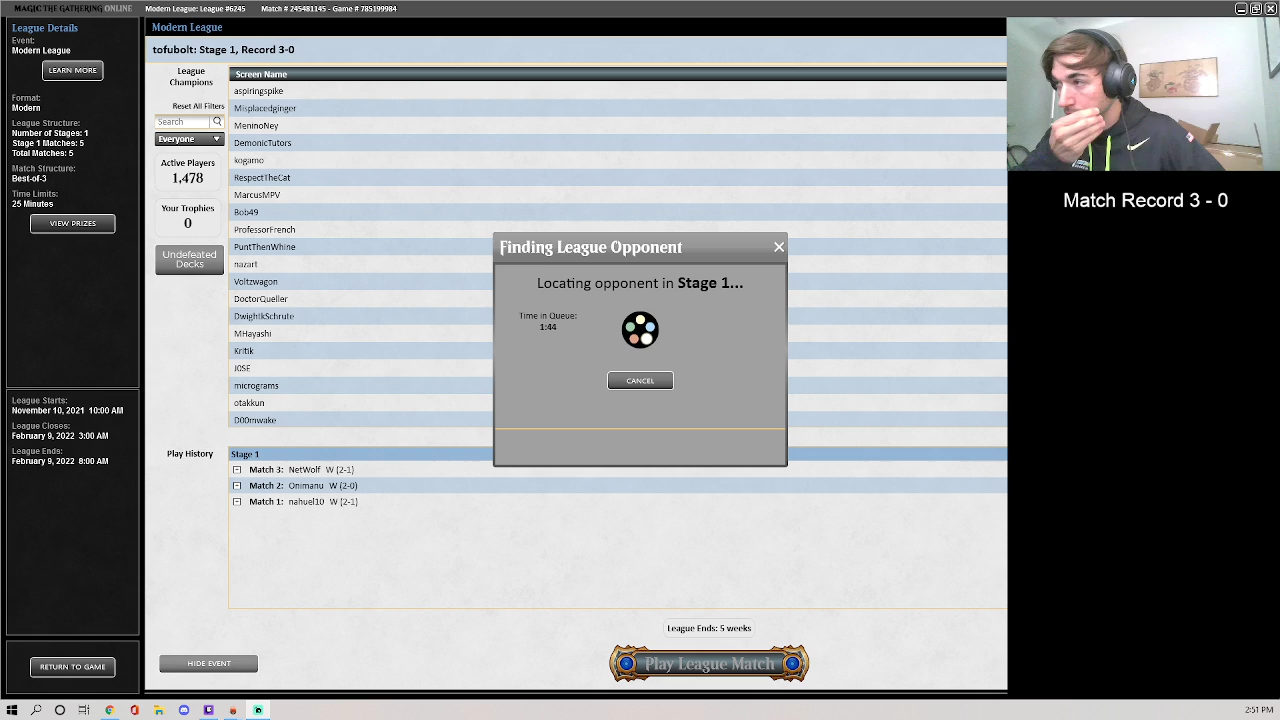 MAGIC THE GATHERING ONLINE
Modern League: League #6245
Match # 245481145 - Game # 785199984
League Details
Event:
Modern League
LEARN MORE
Format:
Modern
League Structure:
Number of Stages: 1
Stage 1 Matches: 5
Total Matches: 5
Match Structure:
Best-of-3
Time Limits:
25 Minutes
VIEW PRIZES
League Starts:
November 10, 2021 10:00 AM
League Closes:
February 9, 2022 3:00 AM
League Ends:
February 9, 2022 8:00 AM
RETURN TO GAME
Modern League
tofubolt: Stage 1, Record 3-0
League
Champions
Reset All Filters
Search
Everyone
Active Players
1,478
Your Trophies
0
Undefeated
Decks
Screen Name
aspiringspike
Misplacedginger
MeninoNey
DemonicTutors
kogamo
RespectTheCat
MarcusMPV
Bob49
ProfessorFrench
PuntThenWhine
nazart
Voltzwagon
DoctorQueller
DwightkSchrute
MHayashi
Kritik
J0SE
micrograms
otakkun
D00mwake
Finding League Opponent
Locating opponent in Stage 1...
Time in Queue:
1:44
CANCEL
Play History
Stage 1
Match 3: NetWolf W (2-1)
Match 2: Onimanu W (2-0)
Match 1: nahuel10 W (2-1)
League Ends: 5 weeks
HIDE EVENT
Play League Match
Match Record 3 - 0
2:51 PM